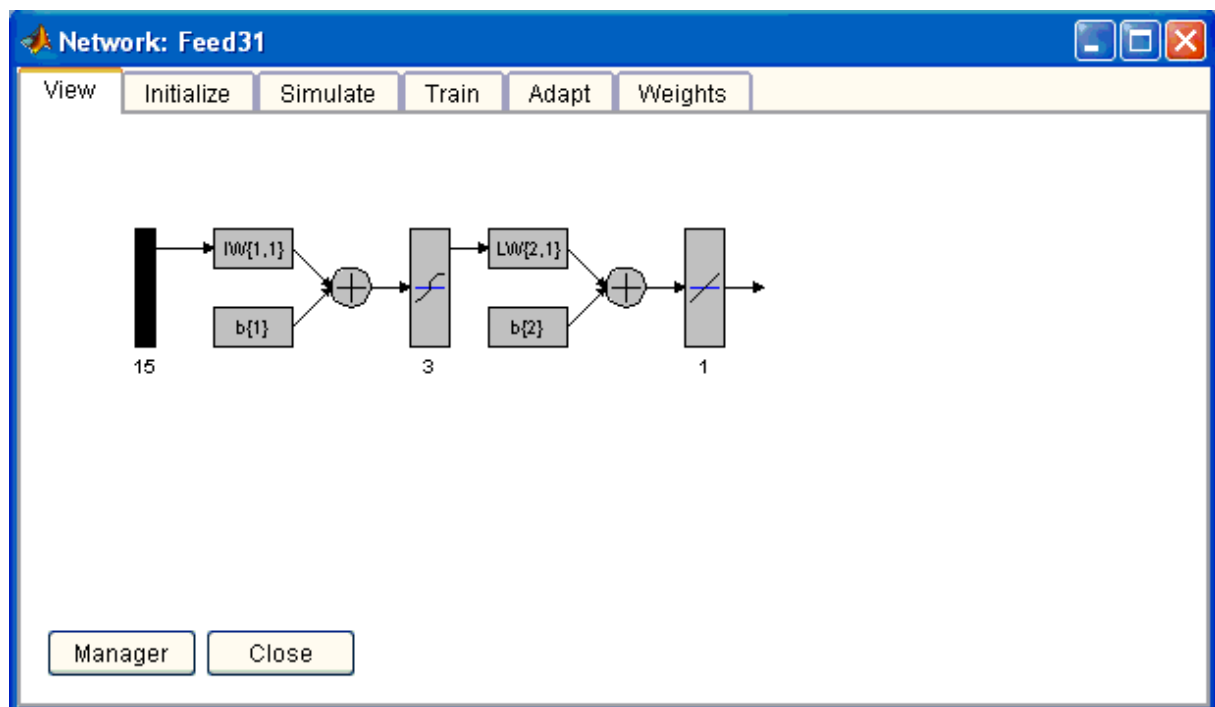 Network: Feed31
View Initialize Simulate Train Adapt Weights
IW{1,1} LW{2,1}
b{1} b{2}
15 3 1
Manager Close